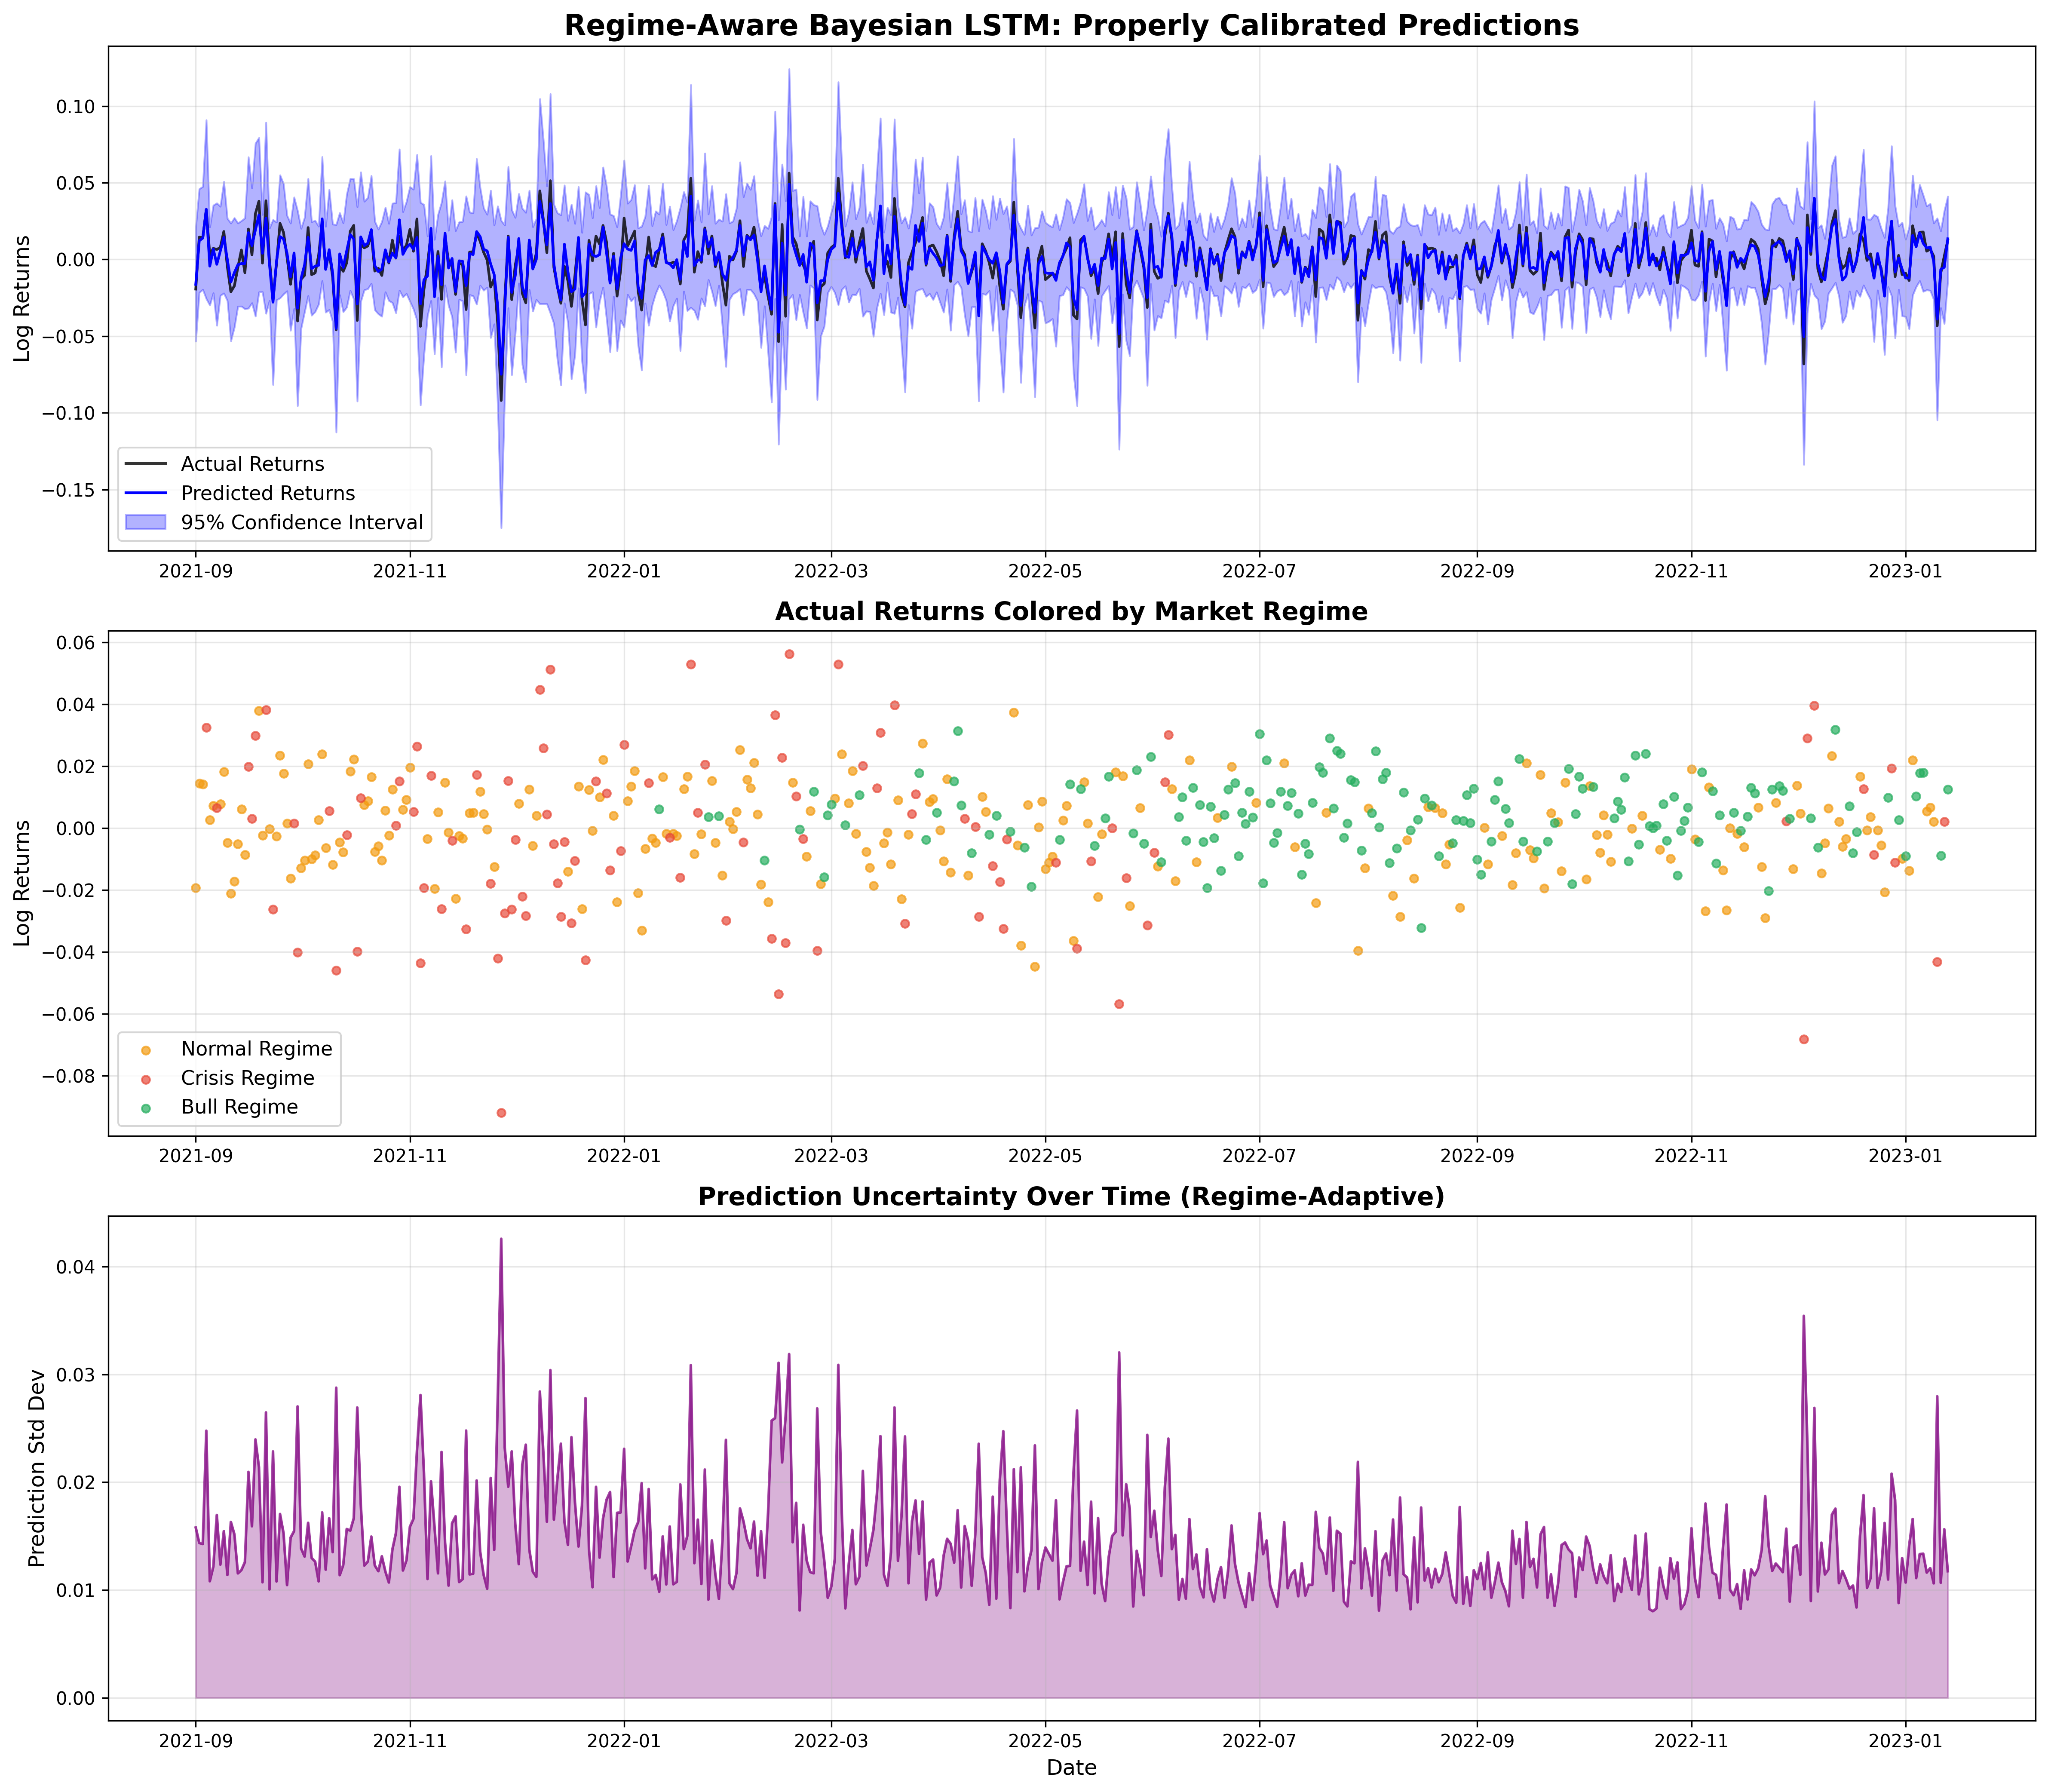 Regime-Aware Bayesian LSTM: Properly Calibrated Predictions
Log Returns
0.10
0.05
0.00
−0.05
−0.10
−0.15
Actual Returns
Predicted Returns
95% Confidence Interval
2021-09 2021-11 2022-01 2022-03 2022-05 2022-07 2022-09 2022-11 2023-01
Actual Returns Colored by Market Regime
Log Returns
0.06
0.04
0.02
0.00
−0.02
−0.04
−0.06
−0.08
Normal Regime
Crisis Regime
Bull Regime
2021-09 2021-11 2022-01 2022-03 2022-05 2022-07 2022-09 2022-11 2023-01
Prediction Uncertainty Over Time (Regime-Adaptive)
Prediction Std Dev
0.04
0.03
0.02
0.01
0.00
2021-09 2021-11 2022-01 2022-03 2022-05 2022-07 2022-09 2022-11 2023-01
Date